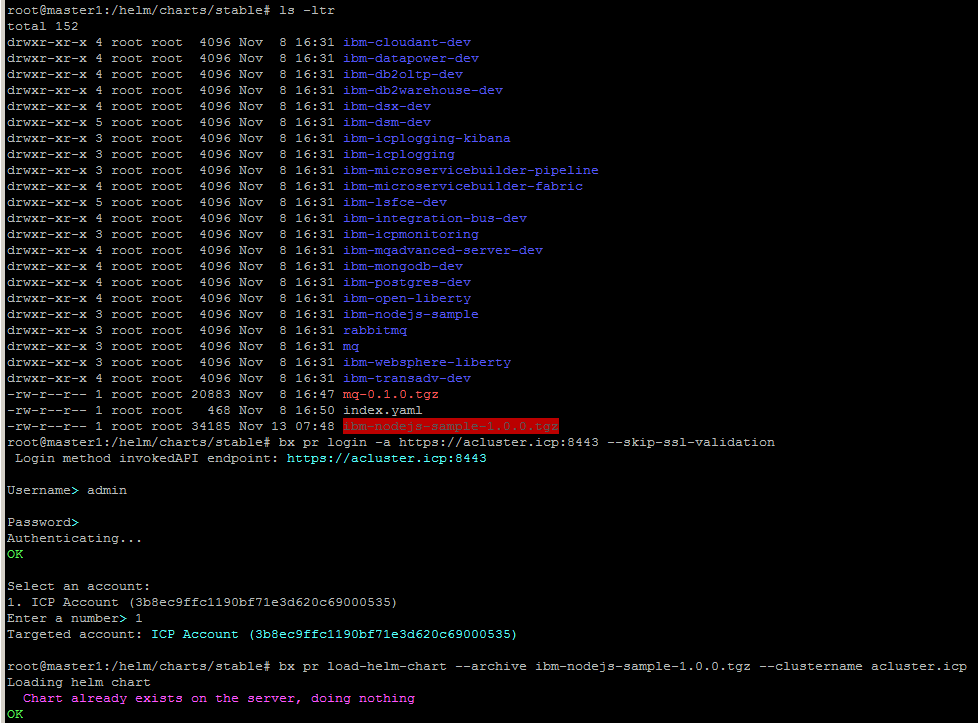 root@master1:/helm/charts/stable# ls -ltr
total 152
drwxr-xr-x 4 root root  4096 Nov  8 16:31 ibm-cloudant-dev
drwxr-xr-x 4 root root  4096 Nov  8 16:31 ibm-datapower-dev
drwxr-xr-x 4 root root  4096 Nov  8 16:31 ibm-db2oltp-dev
drwxr-xr-x 4 root root  4096 Nov  8 16:31 ibm-db2warehouse-dev
drwxr-xr-x 4 root root  4096 Nov  8 16:31 ibm-dsx-dev
drwxr-xr-x 5 root root  4096 Nov  8 16:31 ibm-dsm-dev
drwxr-xr-x 3 root root  4096 Nov  8 16:31 ibm-icplogging-kibana
drwxr-xr-x 3 root root  4096 Nov  8 16:31 ibm-icplogging
drwxr-xr-x 3 root root  4096 Nov  8 16:31 ibm-microservicebuilder-pipeline
drwxr-xr-x 4 root root  4096 Nov  8 16:31 ibm-microservicebuilder-fabric
drwxr-xr-x 5 root root  4096 Nov  8 16:31 ibm-lsfce-dev
drwxr-xr-x 4 root root  4096 Nov  8 16:31 ibm-integration-bus-dev
drwxr-xr-x 3 root root  4096 Nov  8 16:31 ibm-icpmonitoring
drwxr-xr-x 4 root root  4096 Nov  8 16:31 ibm-mqadvanced-server-dev
drwxr-xr-x 4 root root  4096 Nov  8 16:31 ibm-mongodb-dev
drwxr-xr-x 4 root root  4096 Nov  8 16:31 ibm-postgres-dev
drwxr-xr-x 4 root root  4096 Nov  8 16:31 ibm-open-liberty
drwxr-xr-x 3 root root  4096 Nov  8 16:31 ibm-nodejs-sample
drwxr-xr-x 3 root root  4096 Nov  8 16:31 rabbitmq
drwxr-xr-x 3 root root  4096 Nov  8 16:31 mq
drwxr-xr-x 3 root root  4096 Nov  8 16:31 ibm-websphere-liberty
drwxr-xr-x 4 root root  4096 Nov  8 16:31 ibm-transadv-dev
-rw-r--r-- 1 root root 20883 Nov  8 16:47 mq-0.1.0.tgz
-rw-r--r-- 1 root root   468 Nov  8 16:50 index.yaml
-rw-r--r-- 1 root root 34185 Nov 13 07:48 ibm-nodejs-sample-1.0.0.tgz
root@master1:/helm/charts/stable# bx pr login -a https://acluster.icp:8443 --skip-ssl-validation
 Login method invokedAPI endpoint: https://acluster.icp:8443
Username> admin
Password>
Authenticating...
OK
Select an account:
1. ICP Account (3b8ec9ffc1190bf71e3d620c69000535)
Enter a number> 1
Targeted account: ICP Account (3b8ec9ffc1190bf71e3d620c69000535)
root@master1:/helm/charts/stable# bx pr load-helm-chart --archive ibm-nodejs-sample-1.0.0.tgz --clustername acluster.icp
Loading helm chart
  Chart already exists on the server, doing nothing
OK